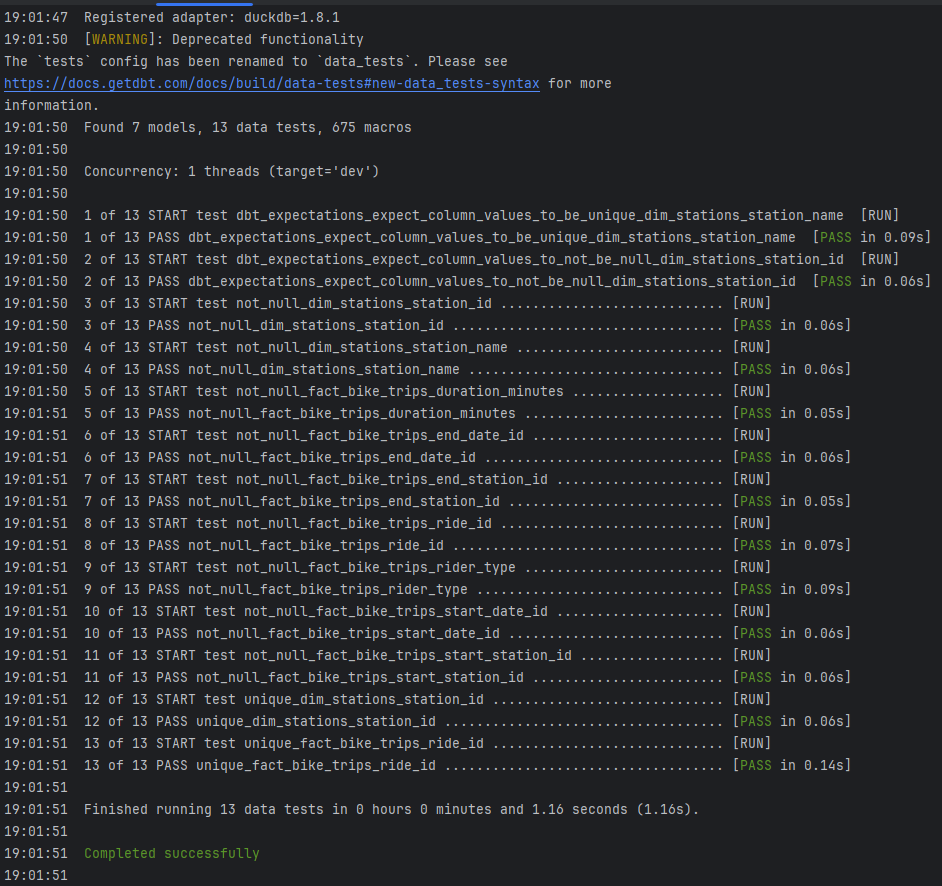 19:01:47  Registered adapter: duckdb=1.8.1
19:01:50  [WARNING]: Deprecated functionality
The `tests` config has been renamed to `data_tests`. Please see
https://docs.getdbt.com/docs/build/data-tests#new-data_tests-syntax for more
information.
19:01:50  Found 7 models, 13 data tests, 675 macros
19:01:50
19:01:50  Concurrency: 1 threads (target='dev')
19:01:50
19:01:50  1 of 13 START test dbt_expectations_expect_column_values_to_be_unique_dim_stations_station_name  [RUN]
19:01:50  1 of 13 PASS dbt_expectations_expect_column_values_to_be_unique_dim_stations_station_name  [PASS in 0.09s]
19:01:50  2 of 13 START test dbt_expectations_expect_column_values_to_not_be_null_dim_stations_station_id  [RUN]
19:01:50  2 of 13 PASS dbt_expectations_expect_column_values_to_not_be_null_dim_stations_station_id  [PASS in 0.06s]
19:01:50  3 of 13 START test not_null_dim_stations_station_id ............................ [RUN]
19:01:50  3 of 13 PASS not_null_dim_stations_station_id .................................. [PASS in 0.06s]
19:01:50  4 of 13 START test not_null_dim_stations_station_name .......................... [RUN]
19:01:50  4 of 13 PASS not_null_dim_stations_station_name ................................ [PASS in 0.06s]
19:01:50  5 of 13 START test not_null_fact_bike_trips_duration_minutes ................... [RUN]
19:01:51  5 of 13 PASS not_null_fact_bike_trips_duration_minutes ......................... [PASS in 0.05s]
19:01:51  6 of 13 START test not_null_fact_bike_trips_end_date_id ........................ [RUN]
19:01:51  6 of 13 PASS not_null_fact_bike_trips_end_date_id .............................. [PASS in 0.06s]
19:01:51  7 of 13 START test not_null_fact_bike_trips_end_station_id ..................... [RUN]
19:01:51  7 of 13 PASS not_null_fact_bike_trips_end_station_id ........................... [PASS in 0.05s]
19:01:51  8 of 13 START test not_null_fact_bike_trips_ride_id ............................ [RUN]
19:01:51  8 of 13 PASS not_null_fact_bike_trips_ride_id .................................. [PASS in 0.07s]
19:01:51  9 of 13 START test not_null_fact_bike_trips_rider_type ......................... [RUN]
19:01:51  9 of 13 PASS not_null_fact_bike_trips_rider_type ............................... [PASS in 0.09s]
19:01:51  10 of 13 START test not_null_fact_bike_trips_start_date_id ..................... [RUN]
19:01:51  10 of 13 PASS not_null_fact_bike_trips_start_date_id ........................... [PASS in 0.06s]
19:01:51  11 of 13 START test not_null_fact_bike_trips_start_station_id .................. [RUN]
19:01:51  11 of 13 PASS not_null_fact_bike_trips_start_station_id ........................ [PASS in 0.06s]
19:01:51  12 of 13 START test unique_dim_stations_station_id ............................. [RUN]
19:01:51  12 of 13 PASS unique_dim_stations_station_id ................................... [PASS in 0.06s]
19:01:51  13 of 13 START test unique_fact_bike_trips_ride_id ............................. [RUN]
19:01:51  13 of 13 PASS unique_fact_bike_trips_ride_id ................................... [PASS in 0.14s]
19:01:51
19:01:51  Finished running 13 data tests in 0 hours 0 minutes and 1.16 seconds (1.16s).
19:01:51
19:01:51  Completed successfully
19:01:51